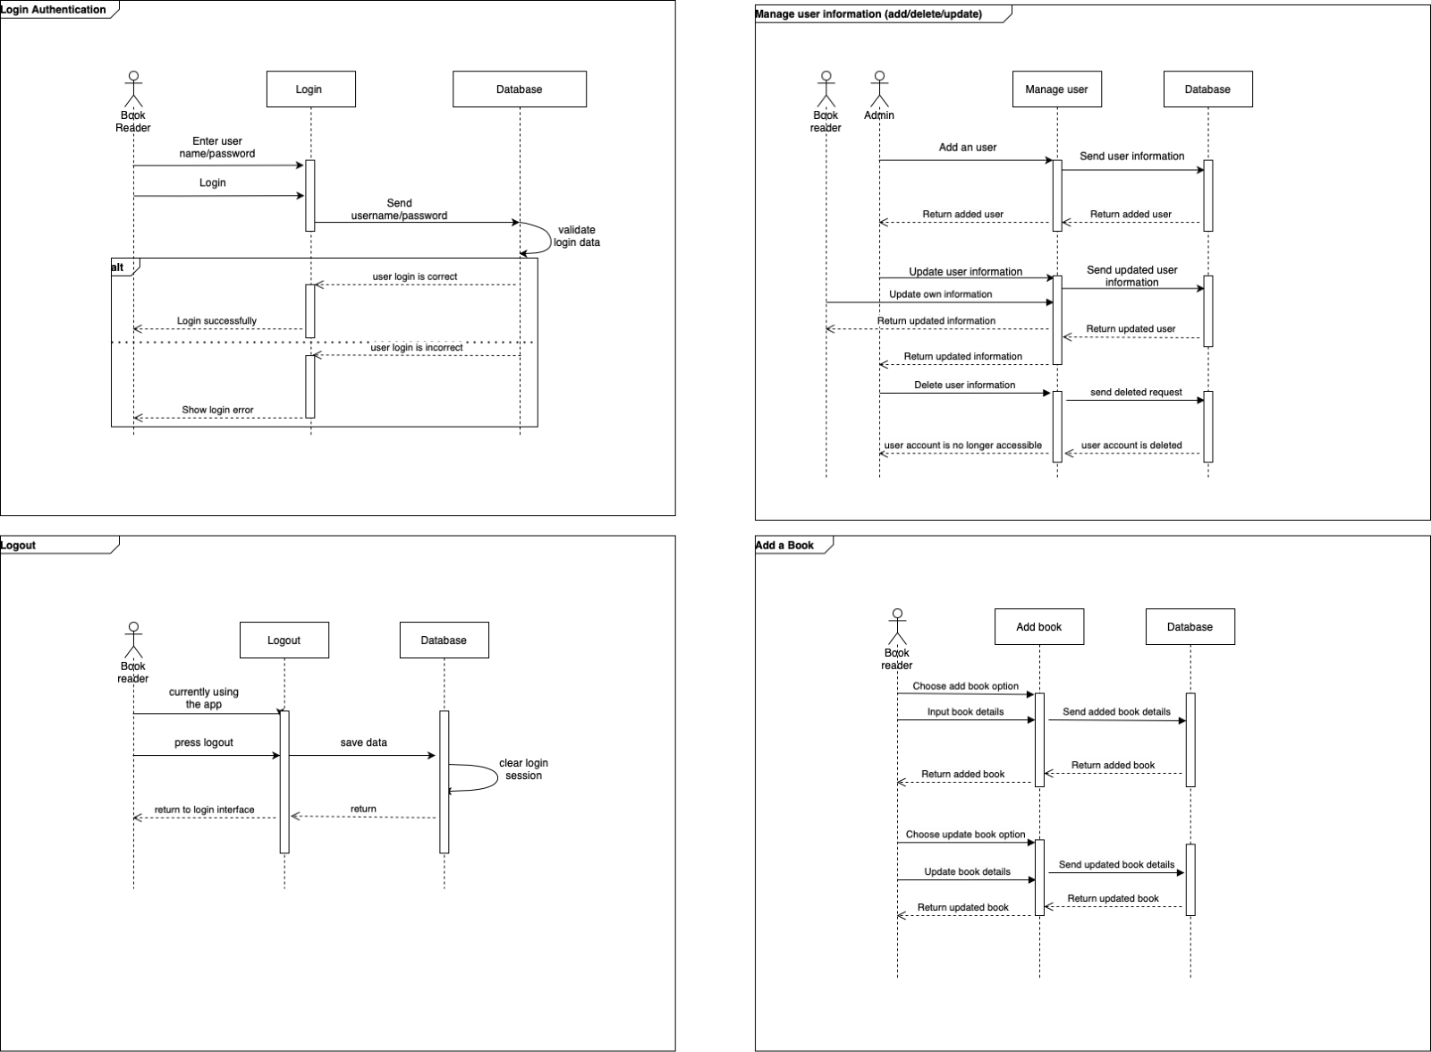 Login Authentication
Book
Reader
Login
Database
Enter user
name/password
Login
Send
username/password
validate
login data
alt
user login is correct
Login successfully
user login is incorrect
Show login error
Manage user information (add/delete/update)
Book
reader
Admin
Manage user
Database
Add an user
Send user information
Return added user
Return added user
Update user information
Send updated user
information
Update own information
Return updated information
Return updated user
Return updated information
Delete user information
send deleted request
user account is no longer accessible
user account is deleted
Logout
Book
reader
Logout
Database
currently using
the app
press logout
save data
clear login
session
return to login interface
return
Add a Book
Book
reader
Add book
Database
Choose add book option
Input book details
Send added book details
Return added book
Return added book
Choose update book option
Update book details
Send updated book details
Return updated book
Return updated book